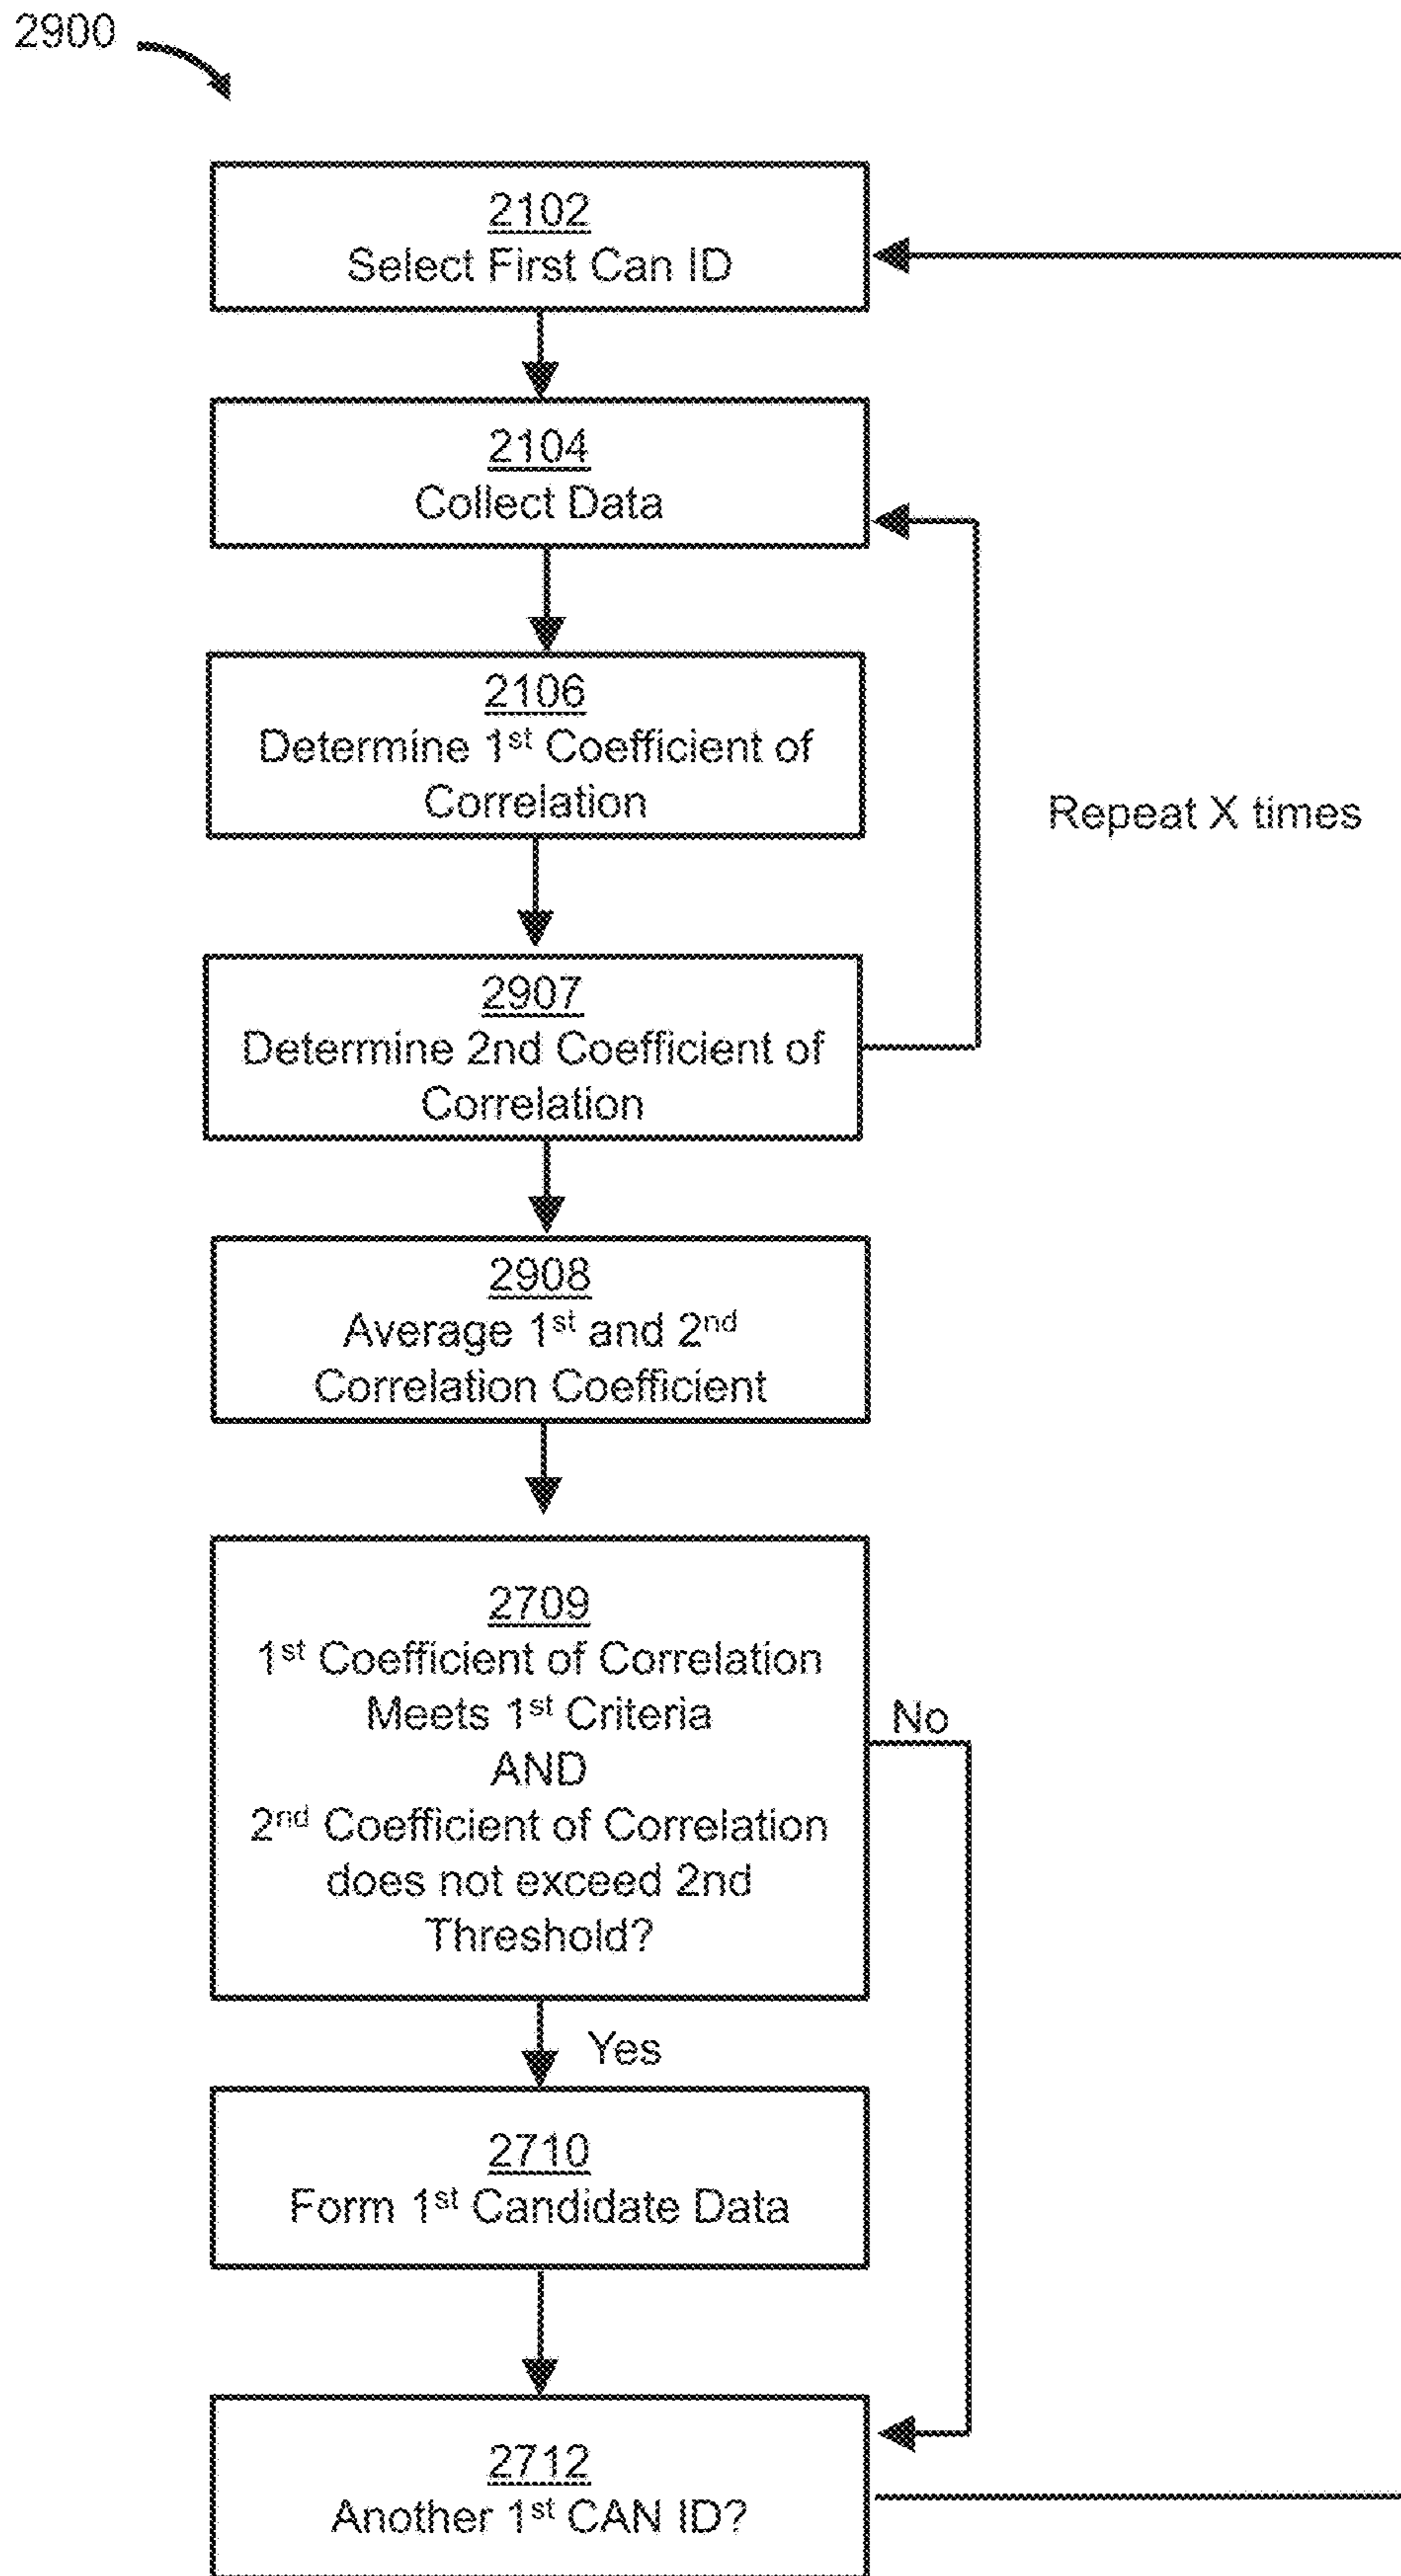 2900
2102
Select First Can ID
2104
Collect Data
2106
Determine 1st Coefficient of
Correlation
Repeat X times
2907
Determine 2nd Coefficient of
Correlation
2908
Average 1st and 2nd
Correlation Coefficient
2709
1st Coefficient of Correlation
Meets 1st Criteria
No
AND
2nd Coefficient of Correlation
does not exceed 2nd
Threshold?
Yes
2710
Form 1st Candidate Data
2712
Another 1st CAN ID?